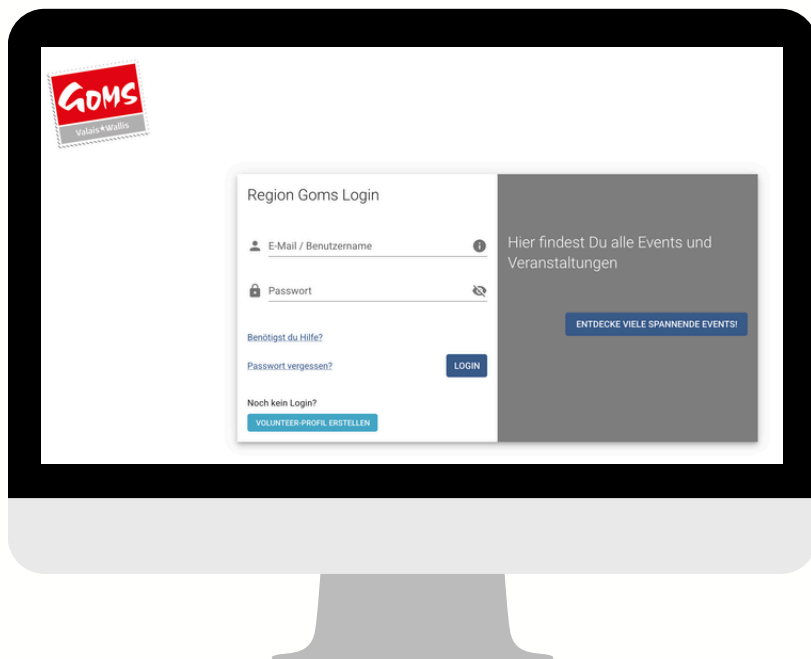 GOMS
Valais★Wallis
Region Goms Login
E-Mail / Benutzername
Passwort
Benötigst du Hilfe?
Passwort vergessen?
LOGIN
Noch kein Login?
VOLUNTEER-PROFIL ERSTELLEN
Hier findest Du alle Events und
Veranstaltungen
ENTDECKE VIELE SPANNENDE EVENTS!